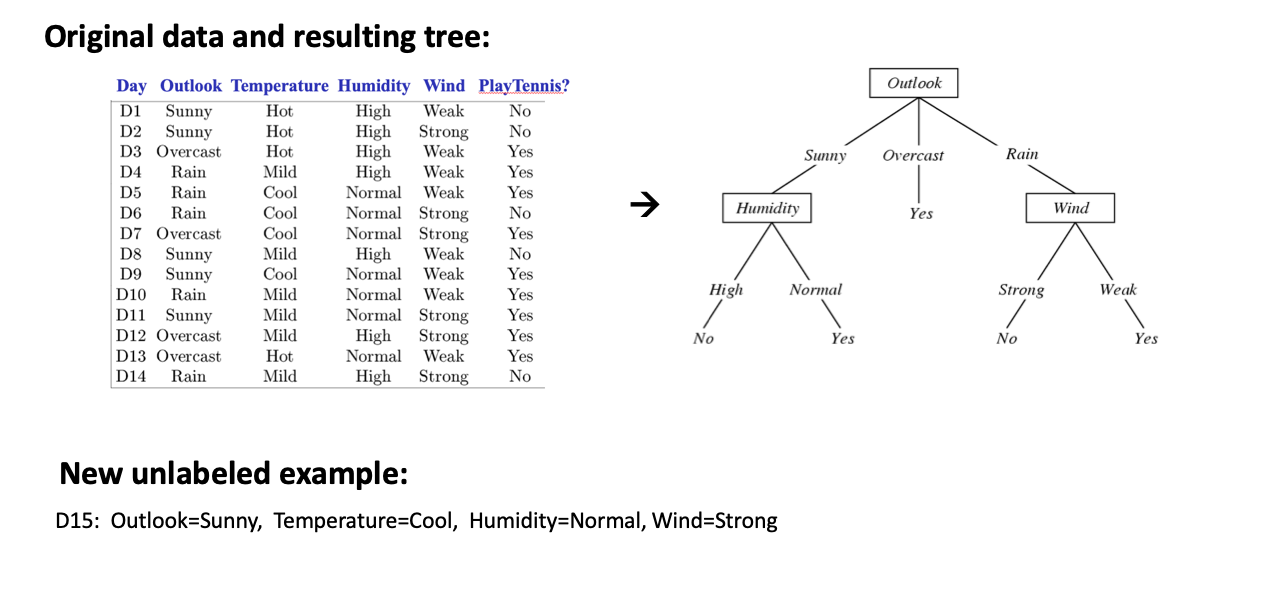 Original data and resulting tree:
Day Outlook Temperature Humidity Wind PlayTennis?
D1 Sunny Hot High Weak No
D2 Sunny Hot High Strong No
D3 Overcast Hot High Weak Yes
D4 Rain Mild High Weak Yes
D5 Rain Cool Normal Weak Yes
D6 Rain Cool Normal Strong No
D7 Overcast Cool Normal Strong Yes
D8 Sunny Mild High Weak No
D9 Sunny Cool Normal Weak Yes
D10 Rain Mild Normal Weak Yes
D11 Sunny Mild Normal Strong Yes
D12 Overcast Mild High Strong Yes
D13 Overcast Hot Normal Weak Yes
D14 Rain Mild High Strong No
→
Outlook
Sunny Overcast Rain
Humidity Yes Wind
High Normal Strong Weak
No Yes No Yes
New unlabeled example:
D15: Outlook=Sunny, Temperature=Cool, Humidity=Normal, Wind=Strong